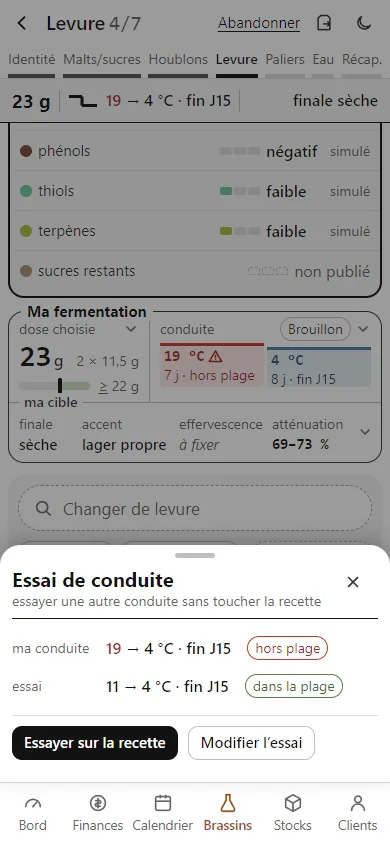 Levure 4/7
Abandonner
Identité Malts/sucres Houblons Levure Paliers Eau Récap.
23 g 19 → 4 °C · fin J15 finale sèche
phénols négatif simulé
thiols faible simulé
terpènes faible simulé
sucres restants non publié
Ma fermentation
dose choisie
23 g 2 × 11,5 g
≥ 22 g
conduite Brouillon
19 °C ⚠
7 j · hors plage
4 °C
8 j · fin J15
ma cible
finale accent effervescence atténuation
sèche lager propre à fixer 69–73 %
Changer de levure
Essai de conduite
essayer une autre conduite sans toucher la recette
ma conduite 19 → 4 °C · fin J15 hors plage
essai 11 → 4 °C · fin J15 dans la plage
Essayer sur la recette Modifier l'essai
Bord Finances Calendrier Brassins Stocks Clients